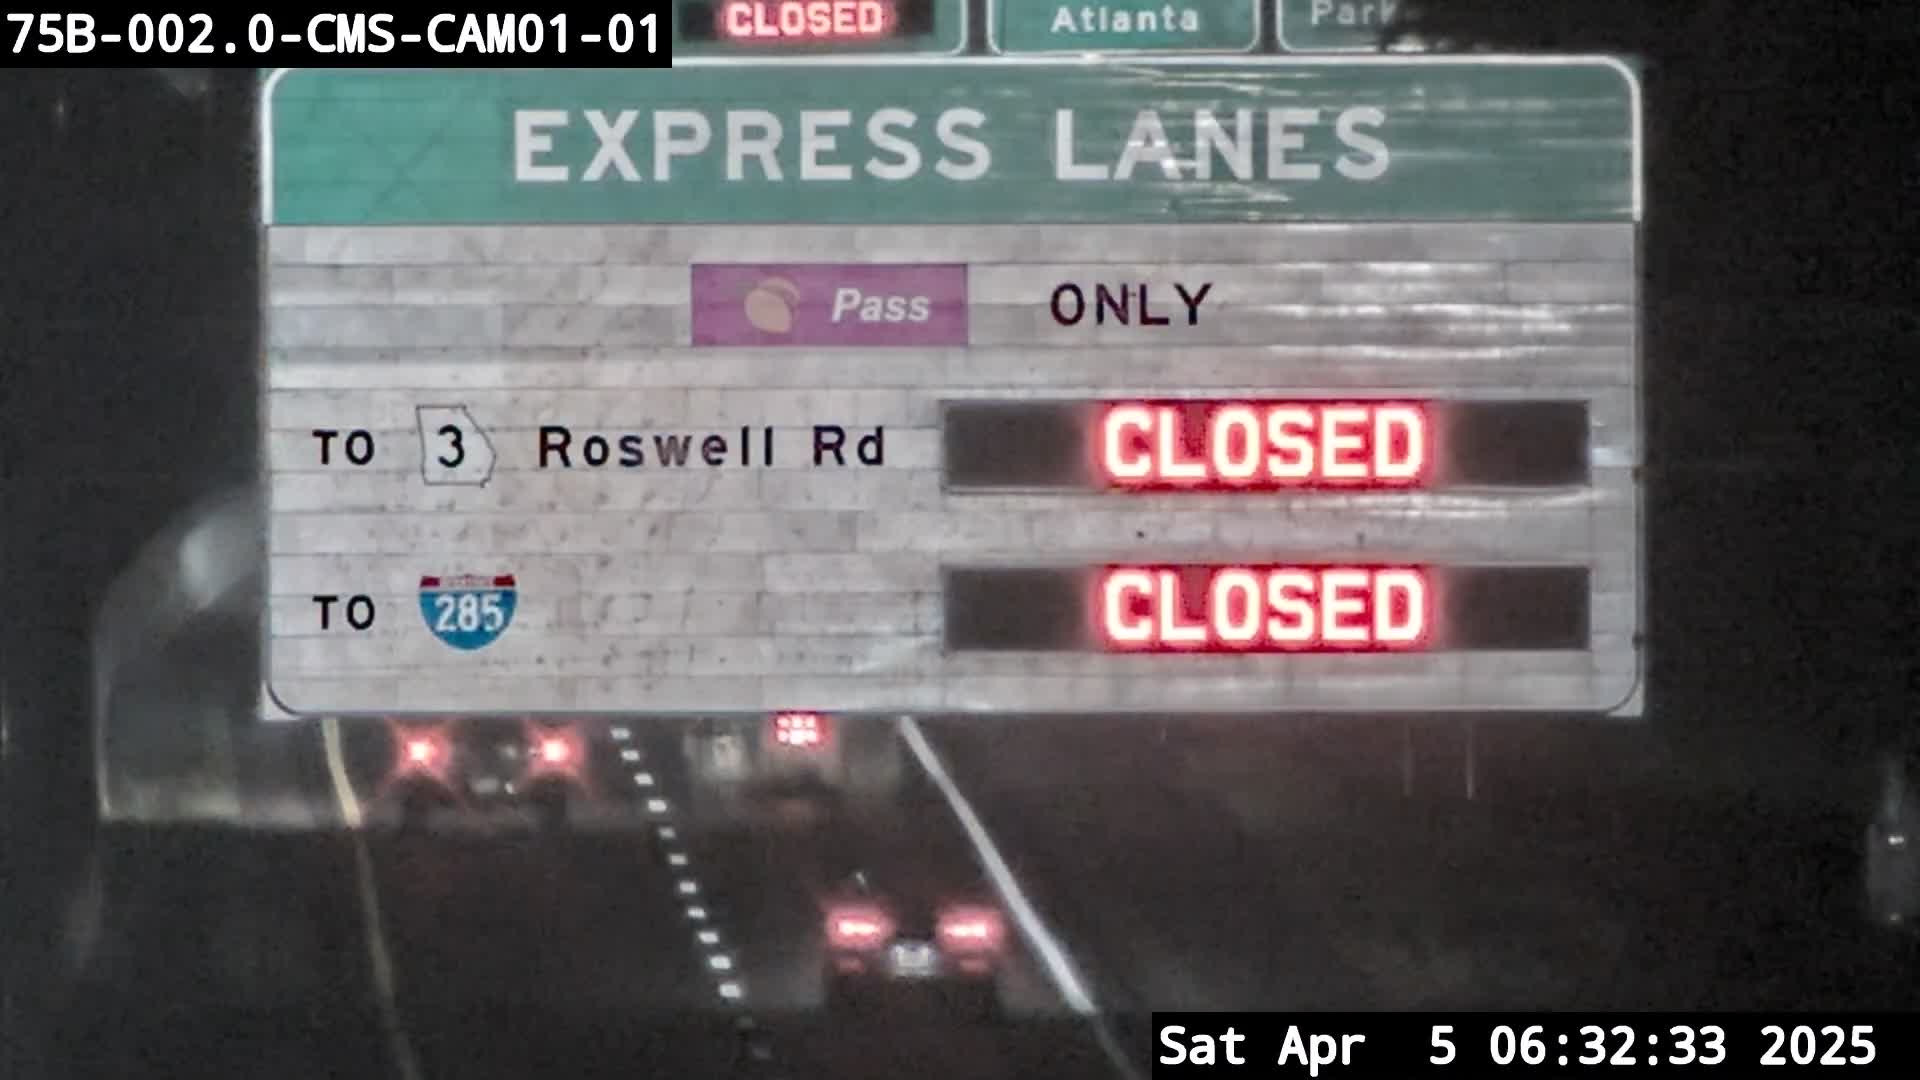 75B-002.0-CMS-CAM01-01
CLOSED
Atlanta
Park
EXPRESS LANES
Pass ONLY
TO 3 Roswell Rd CLOSED
TO 285 CLOSED
Sat Apr 5 06:32:33 2025